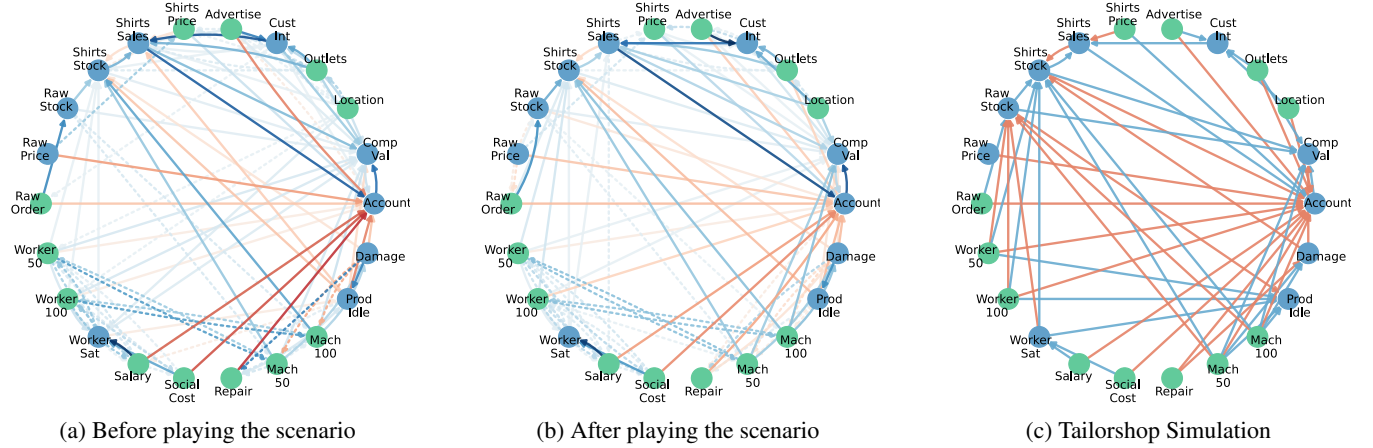 Shirts
Price
Advertise
Shirts
Sales
Cust
Int
Shirts
Stock
Outlets
Raw
Stock
Location
Raw
Price
Comp
Val
Raw
Order
Account
Worker
50
Damage
Worker
100
Prod
Idle
Worker
Sat
Mach
100
Salary
Social
Cost
Repair
Mach
50
(a) Before playing the scenario
Shirts
Price
Advertise
Shirts
Sales
Cust
Int
Shirts
Stock
Outlets
Raw
Stock
Location
Raw
Price
Comp
Val
Raw
Order
Account
Worker
50
Damage
Worker
100
Prod
Idle
Worker
Sat
Mach
100
Salary
Social
Cost
Repair
Mach
50
(b) After playing the scenario
Shirts
Price
Advertise
Shirts
Sales
Cust
Int
Shirts
Stock
Outlets
Raw
Stock
Location
Raw
Price
Comp
Val
Raw
Order
Account
Worker
50
Damage
Worker
100
Prod
Idle
Worker
Sat
Mach
100
Salary
Social
Cost
Repair
Mach
50
(c) Tailorshop Simulation